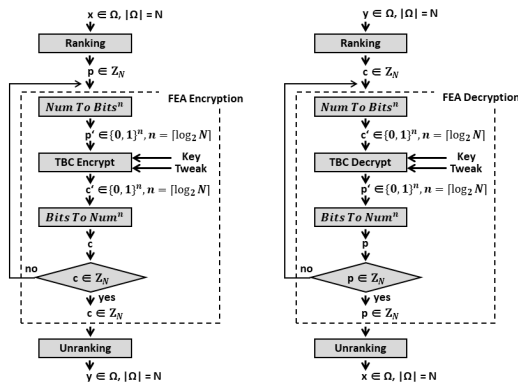 x ∈ Ω, |Ω| = N
Ranking
p ∈ Z_N
FEA Encryption
Num To Bits^n
p' ∈ {0, 1}^n, n = ⌈log₂ N⌉
TBC Encrypt
Key
Tweak
c' ∈ {0, 1}^n, n = ⌈log₂ N⌉
Bits To Num^n
c
no
c ∈ Z_N
yes
c ∈ Z_N
Unranking
y ∈ Ω, |Ω| = N
y ∈ Ω, |Ω| = N
Ranking
c ∈ Z_N
FEA Decryption
Num To Bits^n
c' ∈ {0, 1}^n, n = ⌈log₂ N⌉
TBC Decrypt
Key
Tweak
p' ∈ {0, 1}^n, n = ⌈log₂ N⌉
Bits To Num^n
p
no
p ∈ Z_N
yes
p ∈ Z_N
Unranking
x ∈ Ω, |Ω| = N